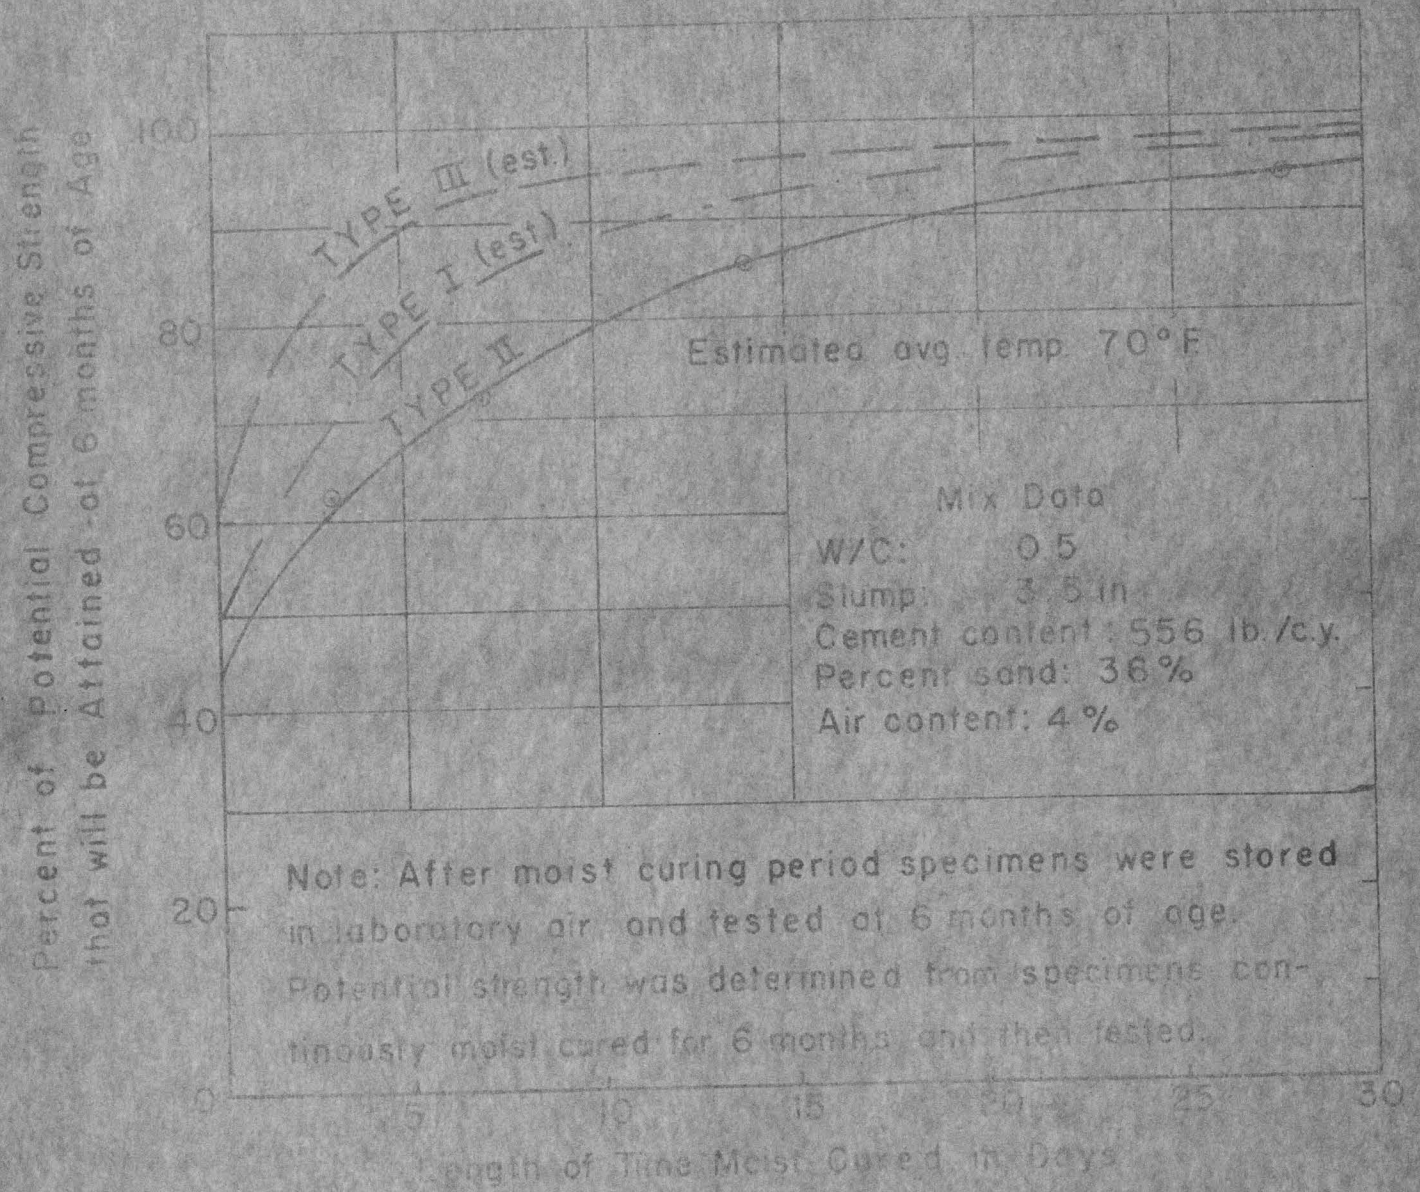 Percent of Potential Compressive Strength
that will be Attained at 6 months of Age
100
80
60
40
20
0
TYPE III (est.)
TYPE I (est.)
TYPE II
Estimated avg. temp. 70°F.
Mix Data
W/C: 0.5
Slump: 3.5 in
Cement content: 556 lb./c.y.
Percent sand: 36%
Air content: 4%
Note: After moist curing period specimens were stored
in laboratory air and tested at 6 months of age.
Potential strength was determined from specimens con-
tinously moist cured for 6 months and then tested.
5 10 15 20 25 30
Length of Time Moist Cured in Days